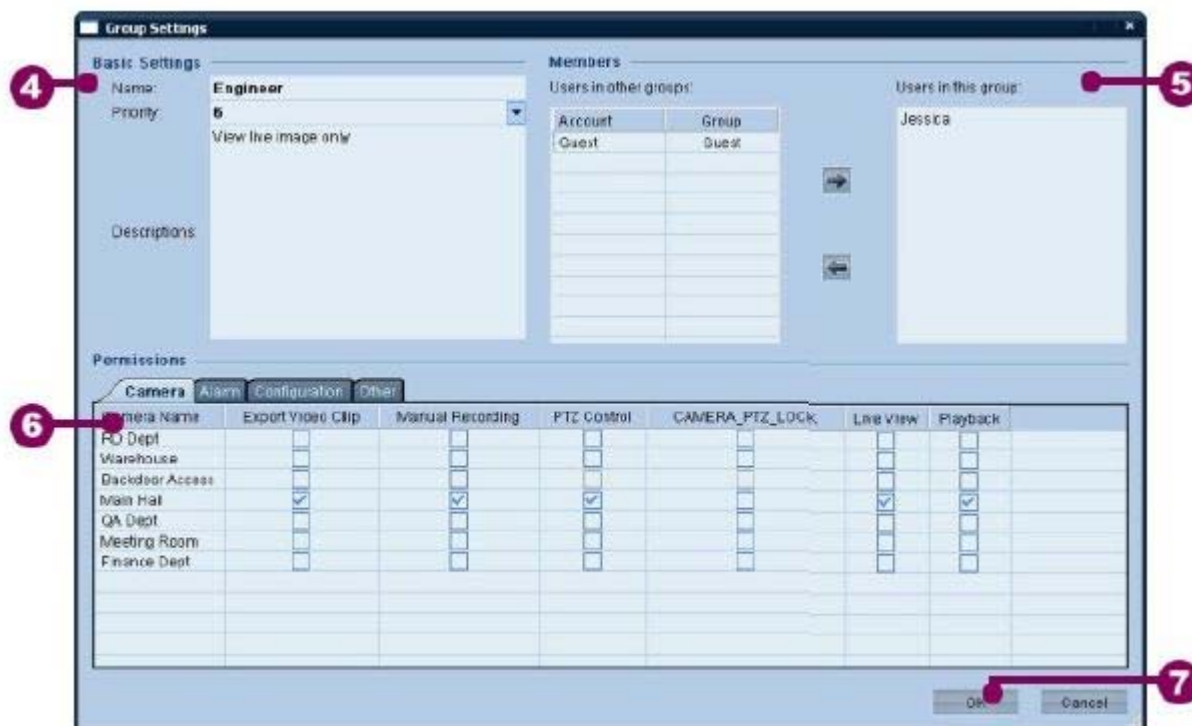 Group Settings
Basic Settings
4
Name:
Engineer
Priority:
6
View live image only
Descriptions:
Members
Users in other groups:
Account Group
Guest Guest
Users in this group:
5
Jessica
Permissions
Camera Alarm Configuration Other
6
Camera Name Export Video Clip Manual Recording PTZ Control CAMERA_PTZ_LOCK Live View Playback
RD Dept
Warehouse
Backdoor Access
Main Hall
QA Dept
Meeting Room
Finance Dept
7
OK Cancel